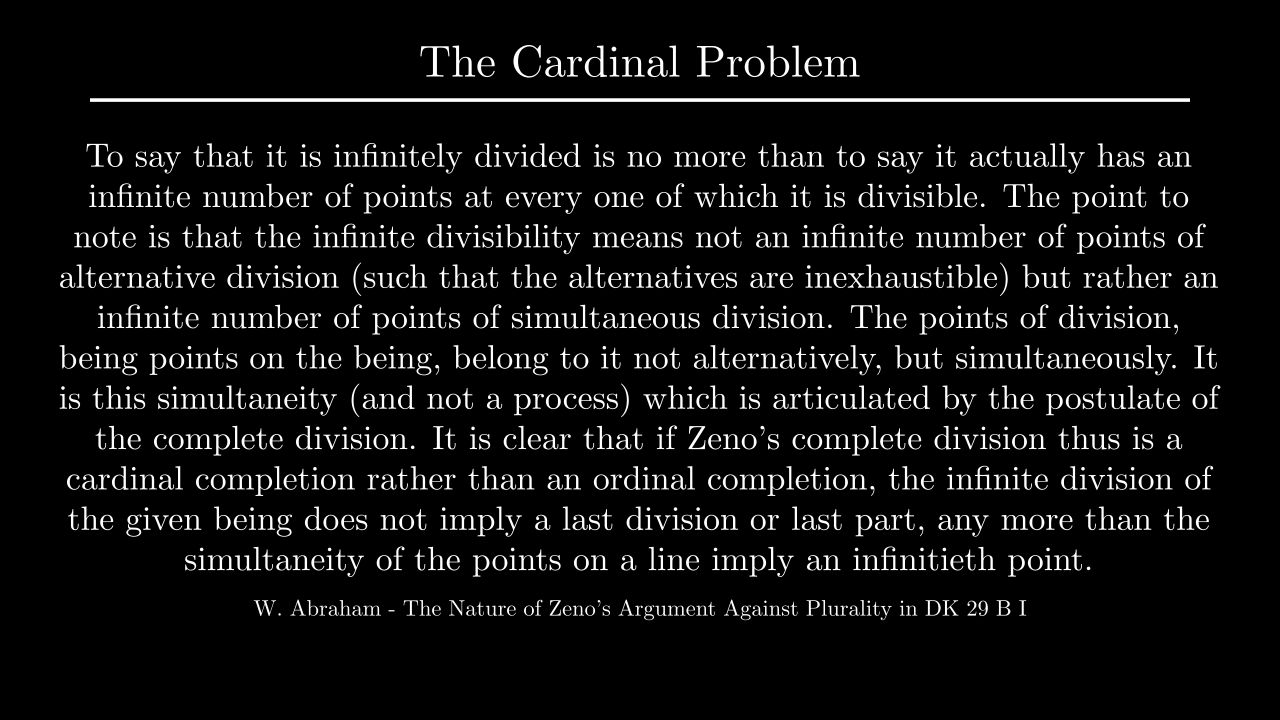 The Cardinal Problem
To say that it is infinitely divided is no more than to say it actually has an
infinite number of points at every one of which it is divisible. The point to
note is that the infinite divisibility means not an infinite number of points of
alternative division (such that the alternatives are inexhaustible) but rather an
infinite number of points of simultaneous division. The points of division,
being points on the being, belong to it not alternatively, but simultaneously. It
is this simultaneity (and not a process) which is articulated by the postulate of
the complete division. It is clear that if Zeno's complete division thus is a
cardinal completion rather than an ordinal completion, the infinite division of
the given being does not imply a last division or last part, any more than the
simultaneity of the points on a line imply an infinitieth point.
W. Abraham - The Nature of Zeno's Argument Against Plurality in DK 29 B I